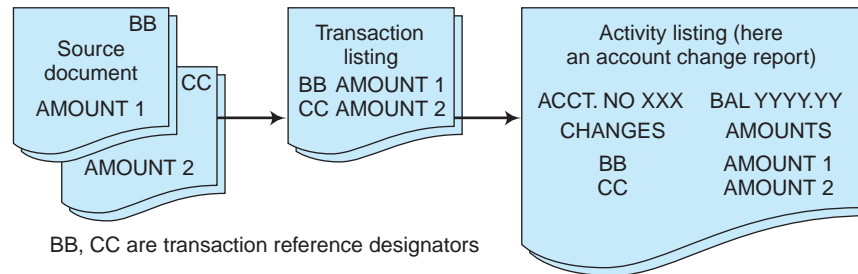 BB
Source
document
AMOUNT 1
CC
AMOUNT 2
Transaction
listing
BB AMOUNT 1
CC AMOUNT 2
Activity listing (here
an account change report)
ACCT. NO XXX BAL YYYY.YY
CHANGES AMOUNTS
BB AMOUNT 1
CC AMOUNT 2
BB, CC are transaction reference designators